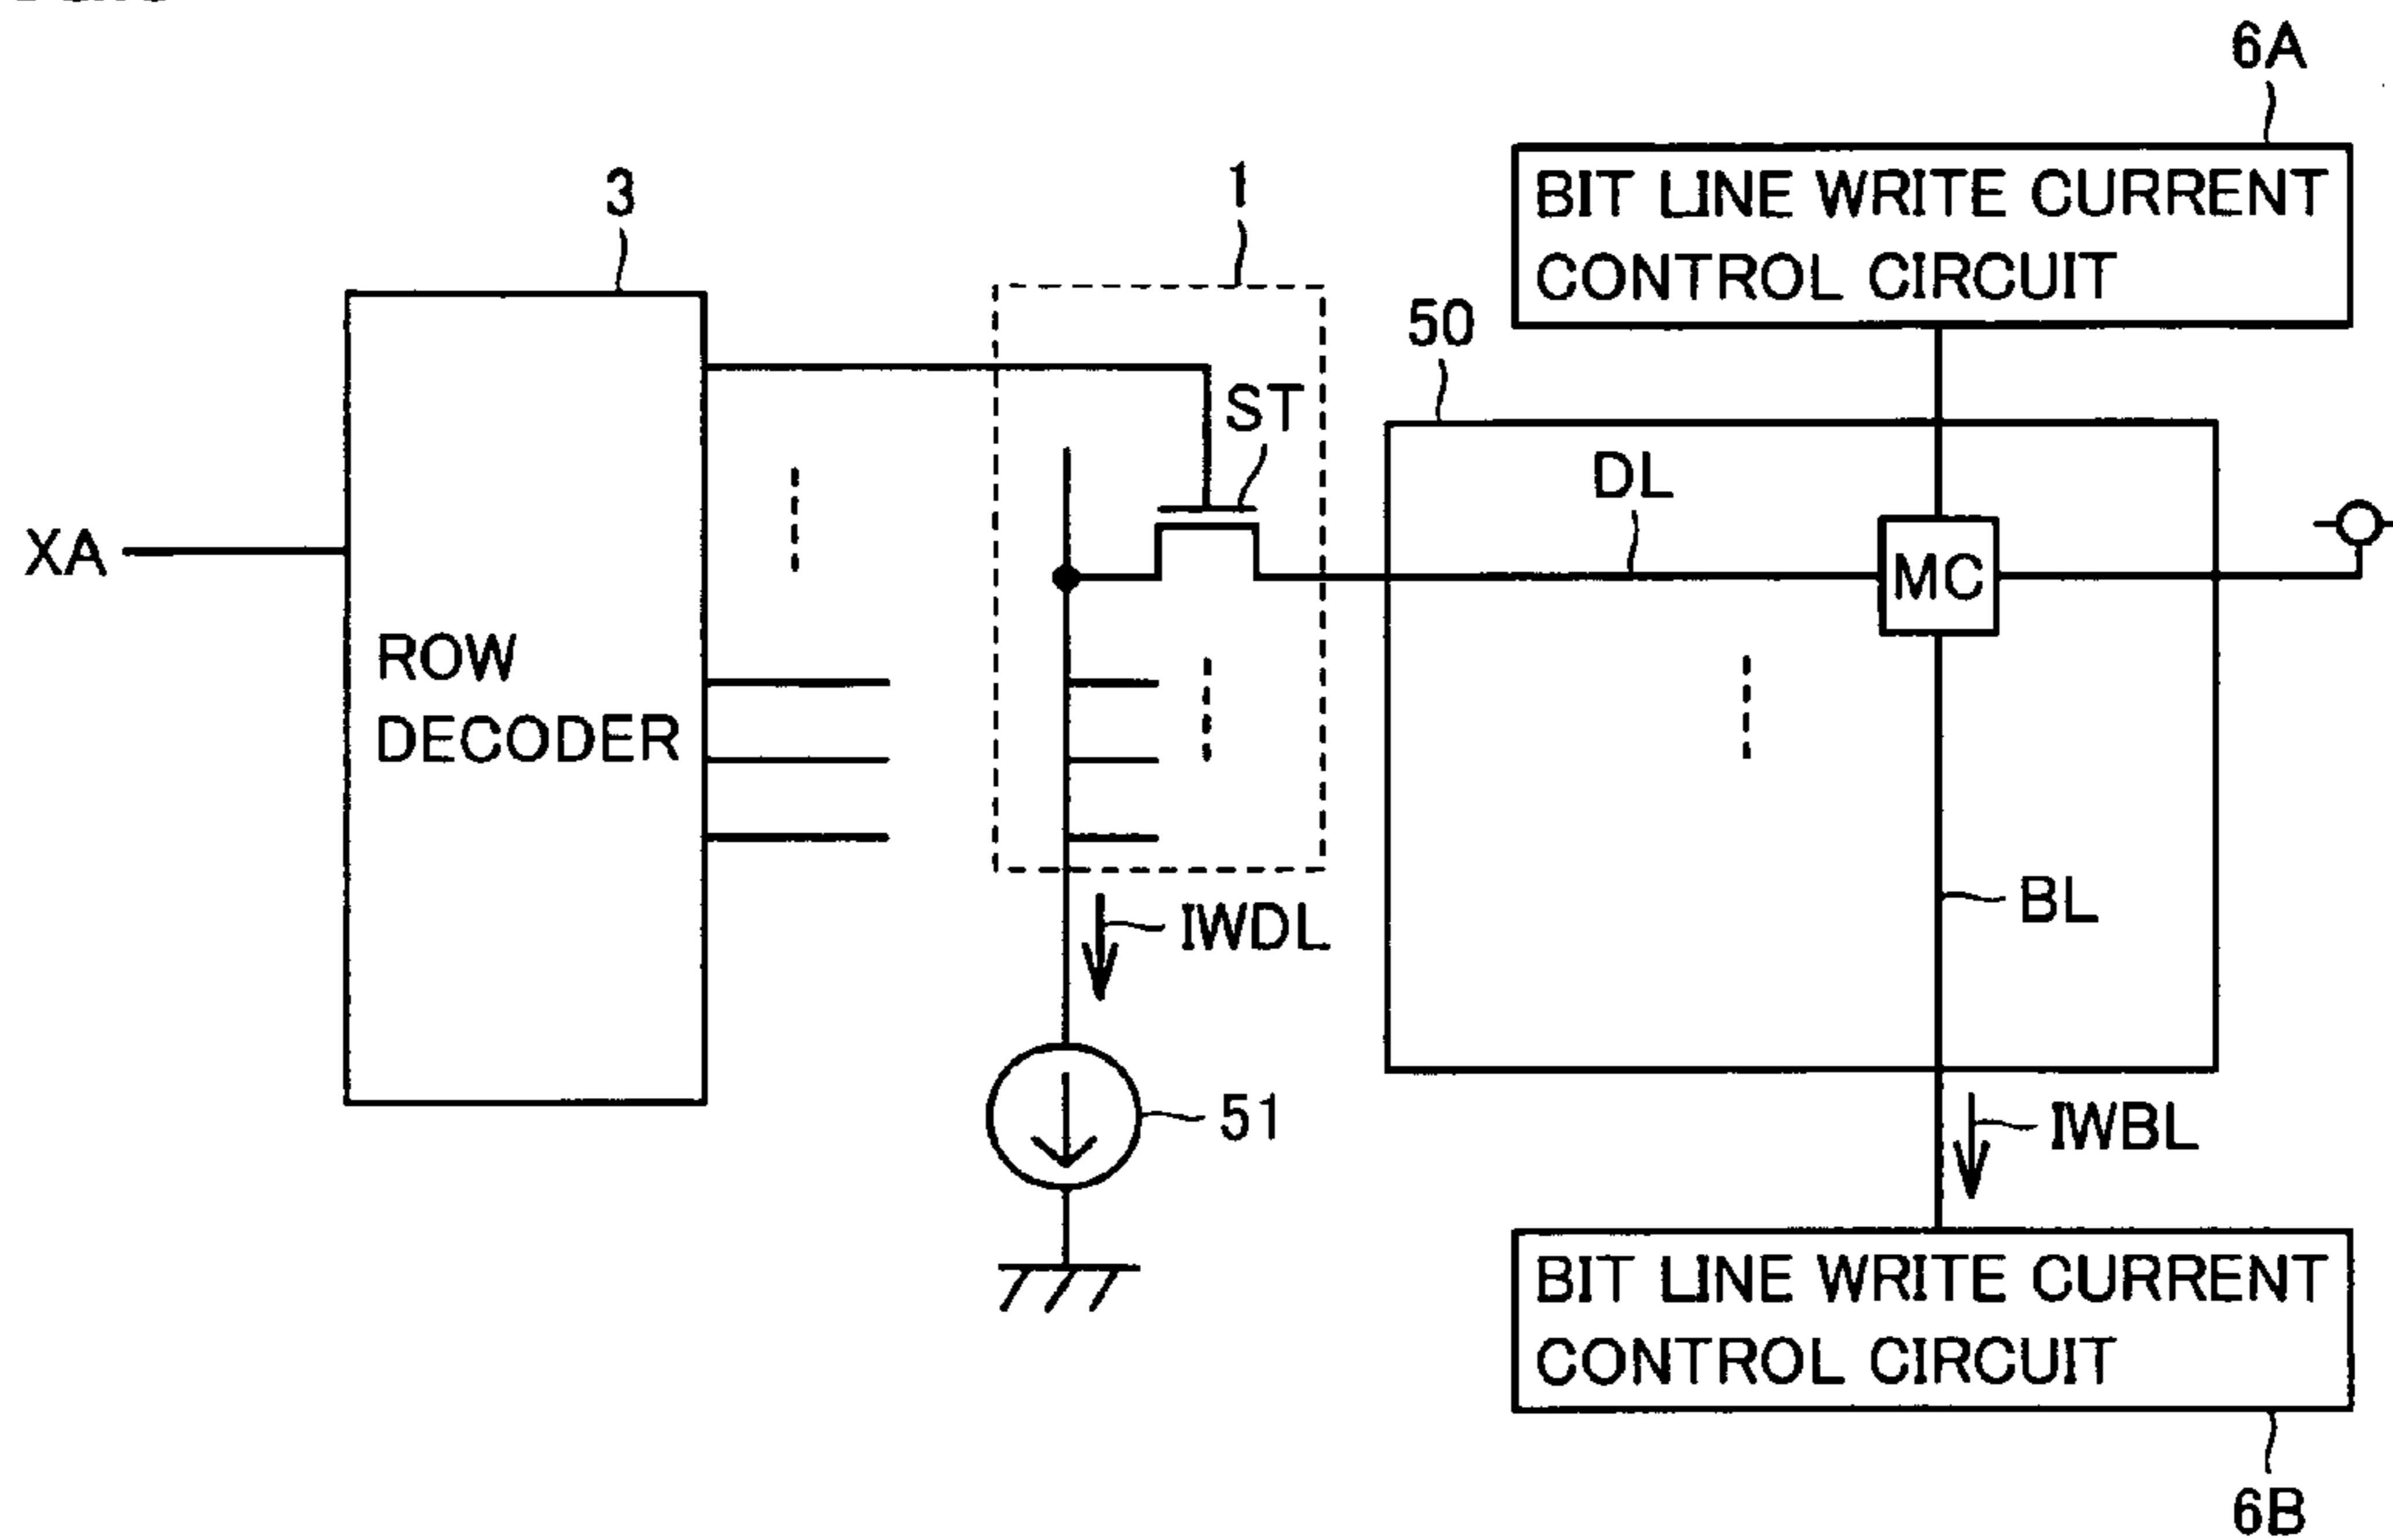 6A
BIT LINE WRITE CURRENT
CONTROL CIRCUIT
3
1
50
ST
DL
XA
MC
ROW
DECODER
BL
IWDL
51
IWBL
BIT LINE WRITE CURRENT
CONTROL CIRCUIT
6B